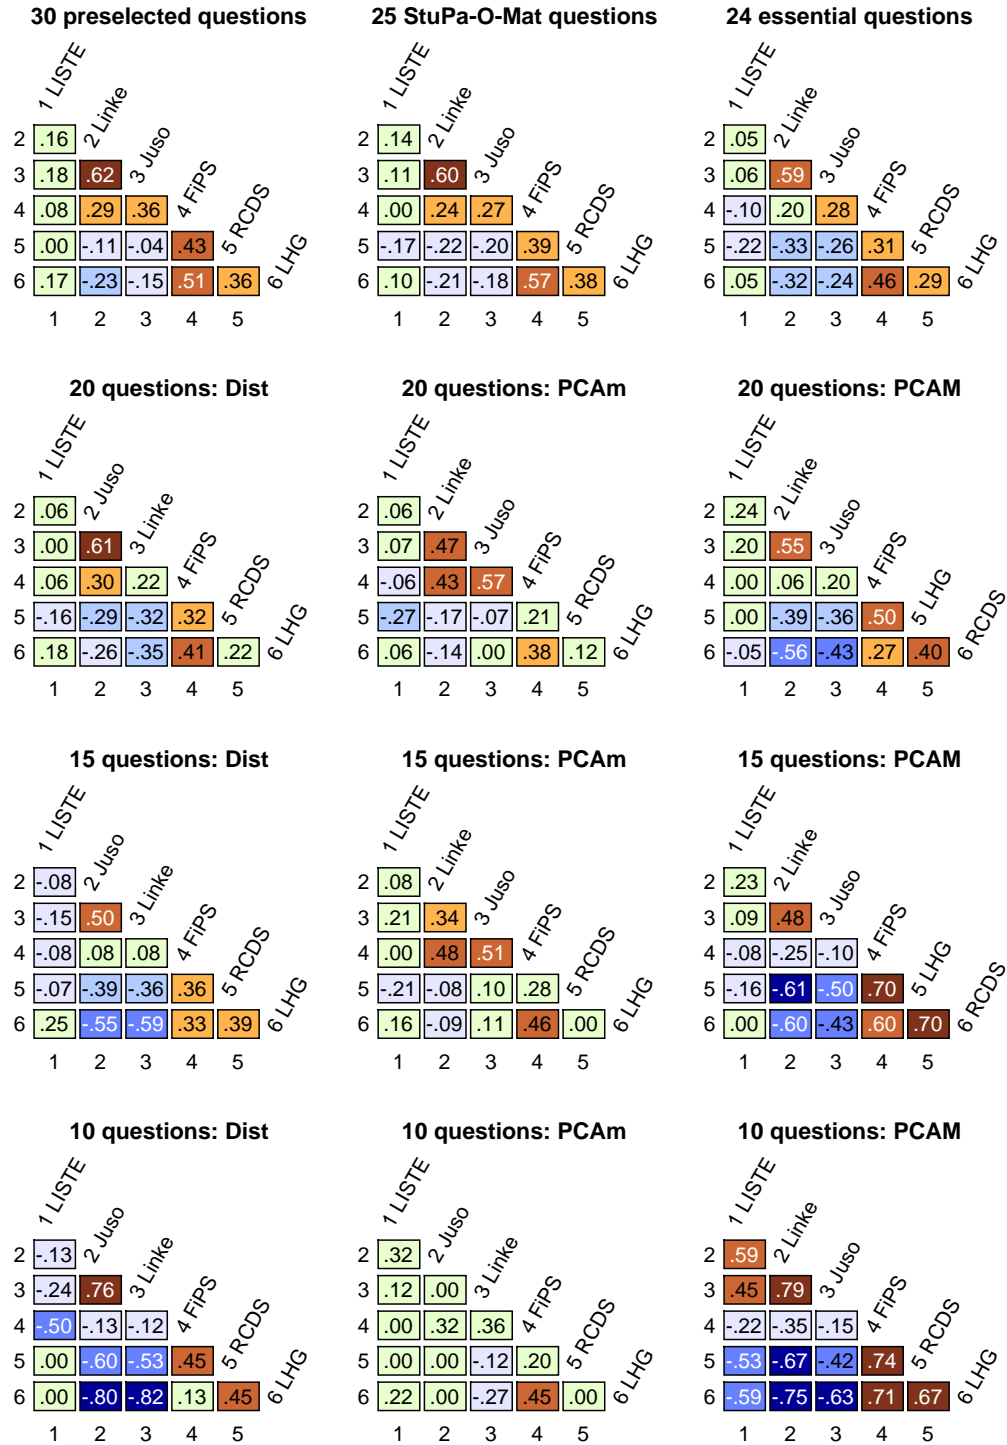 30 preselected questions
1 LISTE
2 .16 2 Linke
3 .18 .62 3 Juso
4 .08 .29 .36 4 FiPS
5 .00 -.11 -.04 .43 5 RCDS
6 .17 -.23 -.15 .51 .36 6 LHG
1 2 3 4 5
25 StuPa-O-Mat questions
1 LISTE
2 .14 2 Linke
3 .11 .60 3 Juso
4 .00 .24 .27 4 FiPS
5 -.17 -.22 -.20 .39 5 RCDS
6 .10 -.21 -.18 .57 .38 6 LHG
1 2 3 4 5
24 essential questions
1 LISTE
2 .05 2 Linke
3 .06 .59 3 Juso
4 -.10 .20 .28 4 FiPS
5 -.22 -.33 -.26 .31 5 RCDS
6 .05 -.32 -.24 .46 .29 6 LHG
1 2 3 4 5
20 questions: Dist
1 LISTE
2 .06 2 Juso
3 .00 .61 3 Linke
4 .06 .30 .22 4 FiPS
5 -.16 -.29 -.32 .32 5 RCDS
6 .18 -.26 -.35 .41 .22 6 LHG
1 2 3 4 5
20 questions: PCAm
1 LISTE
2 .06 2 Linke
3 .07 .47 3 Juso
4 -.06 .43 .57 4 FiPS
5 -.27 -.17 -.07 .21 5 RCDS
6 .06 -.14 .00 .38 .12 6 LHG
1 2 3 4 5
20 questions: PCAM
1 LISTE
2 .24 2 Linke
3 .20 .55 3 Juso
4 .00 .06 .20 4 FiPS
5 .00 -.39 -.36 .50 5 LHG
6 -.05 -.56 -.43 .27 .40 6 RCDS
1 2 3 4 5
15 questions: Dist
1 LISTE
2 -.08 2 Juso
3 -.15 .50 3 Linke
4 -.08 .08 .08 4 FiPS
5 -.07 -.39 -.36 .36 5 RCDS
6 .25 -.55 -.59 .33 .39 6 LHG
1 2 3 4 5
15 questions: PCAm
1 LISTE
2 .08 2 Linke
3 .21 .34 3 Juso
4 .00 .48 .51 4 FiPS
5 -.21 -.08 .10 .28 5 RCDS
6 .16 -.09 .11 .46 .00 6 LHG
1 2 3 4 5
15 questions: PCAM
1 LISTE
2 .23 2 Linke
3 .09 .48 3 Juso
4 -.08 -.25 -.10 4 FiPS
5 -.16 -.61 -.50 .70 5 LHG
6 .00 -.60 -.43 .60 .70 6 RCDS
1 2 3 4 5
10 questions: Dist
1 LISTE
2 -.13 2 Juso
3 -.24 .76 3 Linke
4 -.50 -.13 -.12 4 FiPS
5 .00 -.60 -.53 .45 5 RCDS
6 .00 -.80 -.82 .13 .45 6 LHG
1 2 3 4 5
10 questions: PCAm
1 LISTE
2 .32 2 Juso
3 .12 .00 3 Linke
4 .00 .32 .36 4 FiPS
5 .00 .00 -.12 .20 5 RCDS
6 .22 .00 -.27 .45 .00 6 LHG
1 2 3 4 5
10 questions: PCAM
1 LISTE
2 .59 2 Linke
3 .45 .79 3 Juso
4 -.22 -.35 -.15 4 FiPS
5 -.53 -.67 -.42 .74 5 RCDS
6 -.59 -.75 -.63 .71 .67 6 LHG
1 2 3 4 5